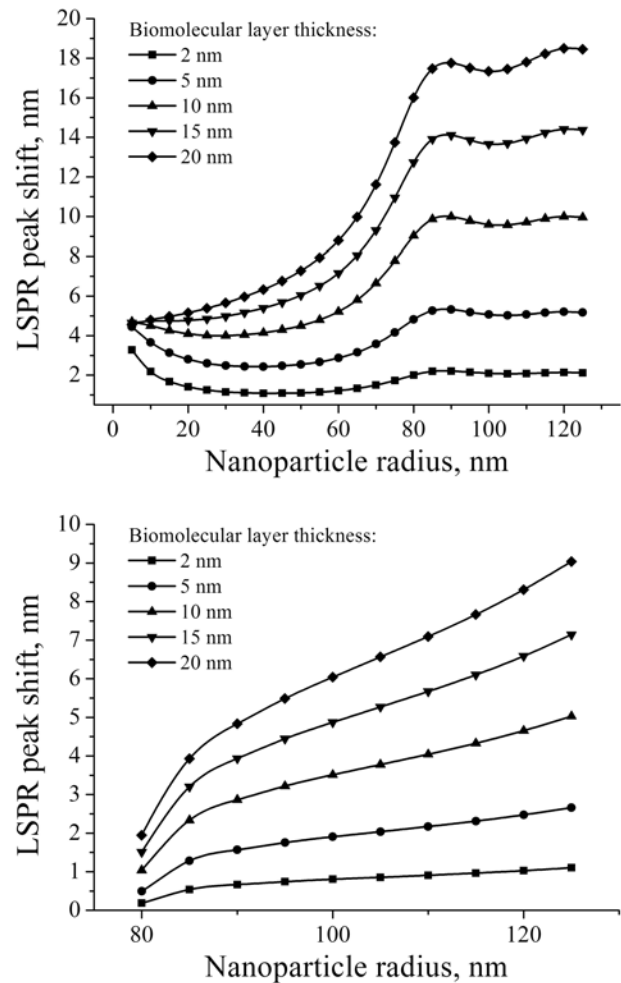 Biomolecular layer thickness:
2 nm
5 nm
10 nm
15 nm
20 nm
LSPR peak shift, nm
20
18
16
14
12
10
8
6
4
2
0 20 40 60 80 100 120
Nanoparticle radius, nm
Biomolecular layer thickness:
2 nm
5 nm
10 nm
15 nm
20 nm
LSPR peak shift, nm
10
9
8
7
6
5
4
3
2
1
0
80 100 120
Nanoparticle radius, nm